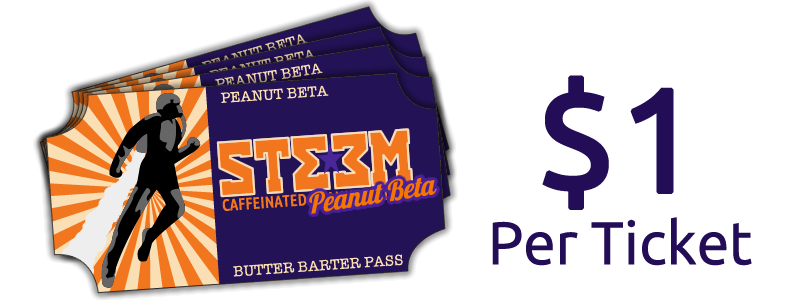 PEANUT BETA
PEANUT BETA
PEANUT BETA
PEANUT BETA
STEEM
CAFFEINATED Peanut Beta
BUTTER BARTER PASS
$1
Per Ticket